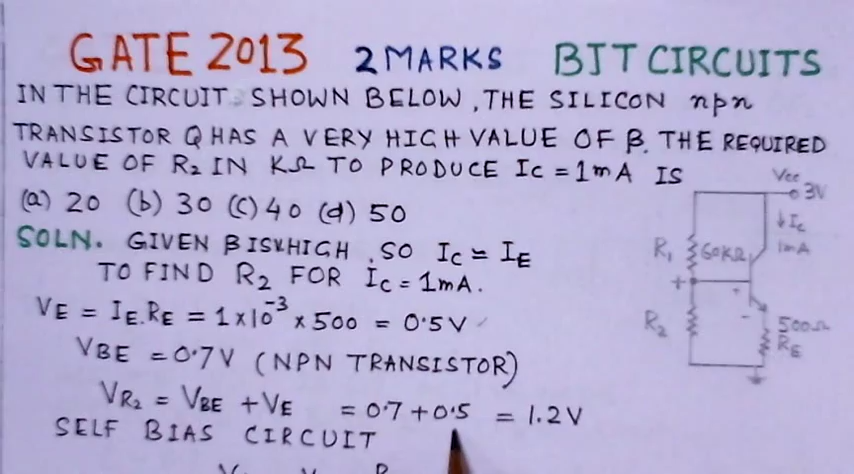 GATE 2013 2 MARKS BJT CIRCUITS
IN THE CIRCUIT SHOWN BELOW, THE SILICON npn
TRANSISTOR Q HAS A VERY HIGH VALUE OF β. THE REQUIRED
VALUE OF R₂ IN KΩ TO PRODUCE Ic = 1mA IS
(a) 20 (b) 30 (c) 40 (d) 50
SOLN. GIVEN β IS V HIGH, SO Ic ≃ IE
TO FIND R₂ FOR Ic = 1mA.
VE = IE.RE = 1×10⁻³ × 500 = 0.5V
VBE = 0.7V (NPN TRANSISTOR)
VR₂ = VBE + VE = 0.7 + 0.5 = 1.2V
SELF BIAS CIRCUIT
Vcc
3V
↓Ic
1mA
R₁ 60KΩ
+
+
-
R₂
500Ω
RE